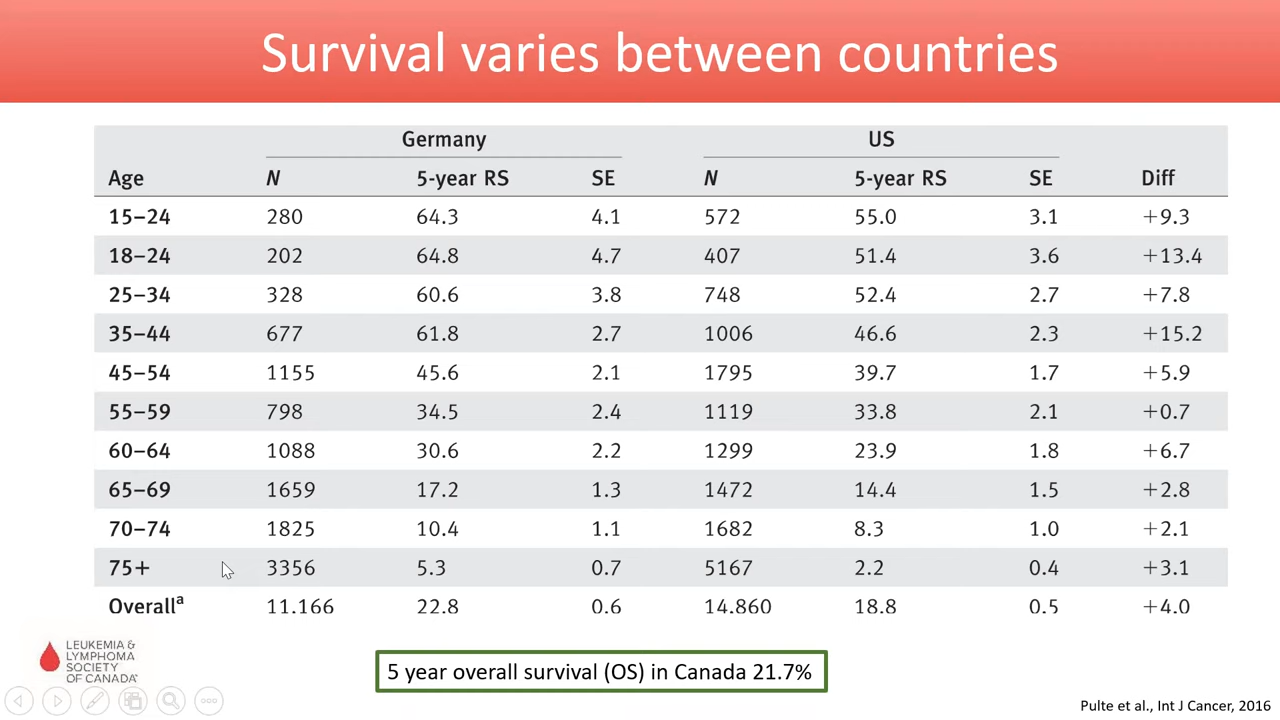 Survival varies between countries
Germany US
Age N 5-year RS SE N 5-year RS SE Diff
15–24 280 64.3 4.1 572 55.0 3.1 +9.3
18–24 202 64.8 4.7 407 51.4 3.6 +13.4
25–34 328 60.6 3.8 748 52.4 2.7 +7.8
35–44 677 61.8 2.7 1006 46.6 2.3 +15.2
45–54 1155 45.6 2.1 1795 39.7 1.7 +5.9
55–59 798 34.5 2.4 1119 33.8 2.1 +0.7
60–64 1088 30.6 2.2 1299 23.9 1.8 +6.7
65–69 1659 17.2 1.3 1472 14.4 1.5 +2.8
70–74 1825 10.4 1.1 1682 8.3 1.0 +2.1
75+ 3356 5.3 0.7 5167 2.2 0.4 +3.1
Overallᵃ 11.166 22.8 0.6 14.860 18.8 0.5 +4.0
LEUKEMIA &
LYMPHOMA
SOCIETY
OF CANADA
5 year overall survival (OS) in Canada 21.7%
Pulte et al., Int J Cancer, 2016